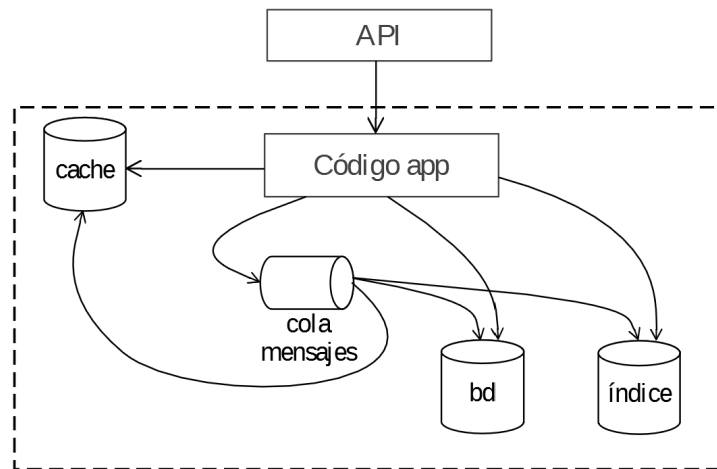 API
Código app
cache
cola
mensajes
bd
índice